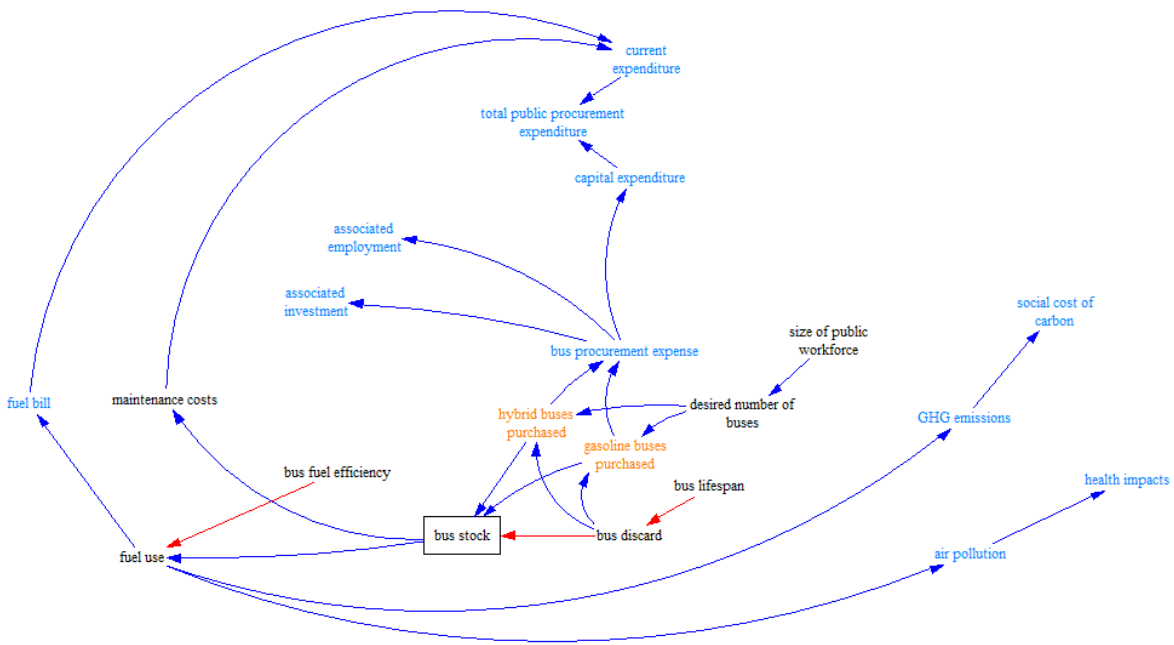 current
expenditure
total public procurement
expenditure
capital expenditure
associated
employment
associated
investment
social cost of
carbon
size of public
workforce
bus procurement expense
fuel bill
maintenance costs
hybrid buses
purchased
desired number of
buses
GHG emissions
gasoline buses
purchased
bus fuel efficiency
bus lifespan
health impacts
bus stock
bus discard
fuel use
air pollution